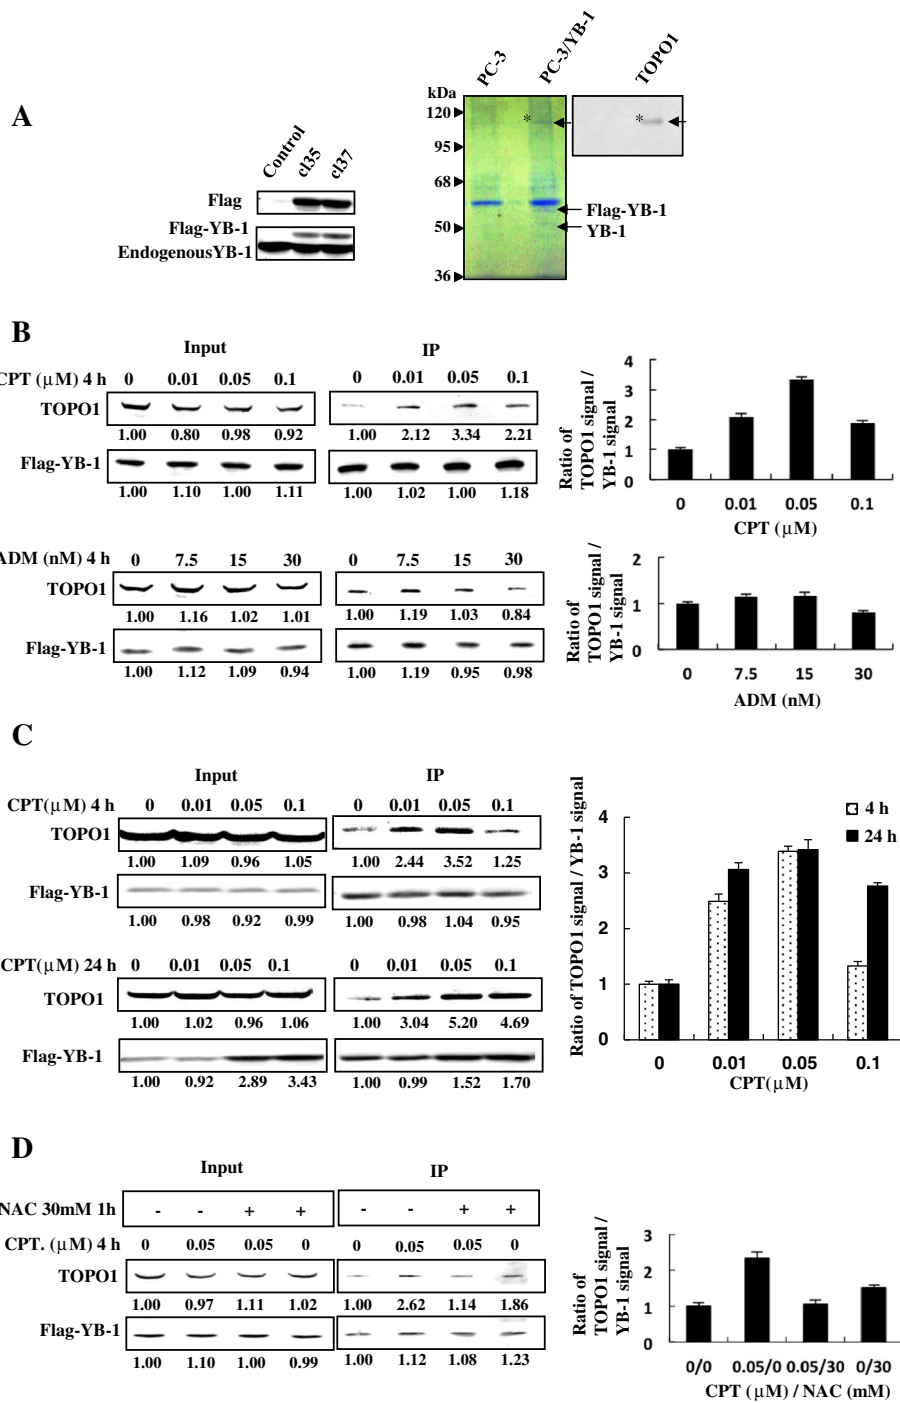 A
Control
cl35
cl37
Flag
Flag-YB-1
EndogenousYB-1
PC-3
PC-3/YB-1
TOPO1
kDa
120
95
68
50
36
*
*
Flag-YB-1
YB-1
B
Input
IP
CPT (μM) 4 h 0 0.01 0.05 0.1 0 0.01 0.05 0.1
TOPO1
1.00 0.80 0.98 0.92 1.00 2.12 3.34 2.21
Flag-YB-1
1.00 1.10 1.00 1.11 1.00 1.02 1.00 1.18
Ratio of
TOPO1 signal /
YB-1 signal
4
3
2
1
0
0 0.01 0.05 0.1
CPT (μM)
ADM (nM) 4 h 0 7.5 15 30 0 7.5 15 30
TOPO1
1.00 1.16 1.02 1.01 1.00 1.19 1.03 0.84
Flag-YB-1
1.00 1.12 1.09 0.94 1.00 1.19 0.95 0.98
Ratio of
TOPO1 signal /
YB-1 signal
2
1
0
0 7.5 15 30
ADM (nM)
C
Input
IP
CPT(μM) 4 h 0 0.01 0.05 0.1 0 0.01 0.05 0.1
TOPO1
1.00 1.09 0.96 1.05 1.00 2.44 3.52 1.25
Flag-YB-1
1.00 0.98 0.92 0.99 1.00 0.98 1.04 0.95
CPT(μM) 24 h 0 0.01 0.05 0.1 0 0.01 0.05 0.1
TOPO1
1.00 1.02 0.96 1.06 1.00 3.04 5.20 4.69
Flag-YB-1
1.00 0.92 2.89 3.43 1.00 0.99 1.52 1.70
Ratio of TOPO1 signal / YB-1 signal
4
3
2
1
0
4 h
24 h
0 0.01 0.05 0.1
CPT(μM)
D
Input
IP
NAC 30mM 1h - - + + - - + +
CPT. (μM) 4 h 0 0.05 0.05 0 0 0.05 0.05 0
TOPO1
1.00 0.97 1.11 1.02 1.00 2.62 1.14 1.86
Flag-YB-1
1.00 1.10 1.00 0.99 1.00 1.12 1.08 1.23
Ratio of
TOPO1 signal /
YB-1 signal
3
2
1
0
0/0 0.05/0 0.05/30 0/30
CPT (μM) / NAC (mM)